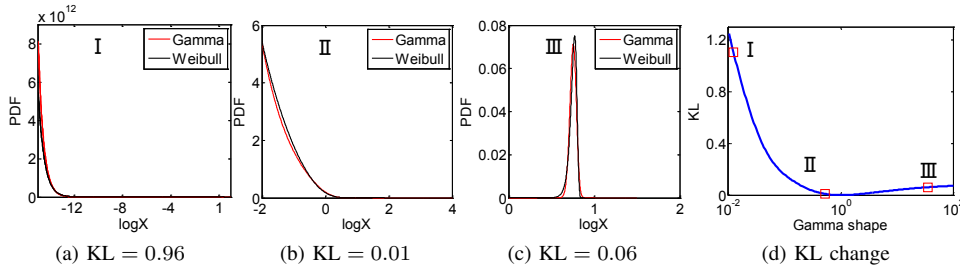 x 10^12
8
6
4
2
0
PDF
I
Gamma
Weibull
-12 -8 -4 1
logX
(a) KL = 0.96
6
4
2
0
PDF
II
Gamma
Weibull
-2 0 2 4
logX
(b) KL = 0.01
0.08
0.06
0.04
0.02
0
PDF
III
Gamma
Weibull
0 1 2
logX
(c) KL = 0.06
1.2
0.8
0.4
0
KL
I
II
III
10^-2 10^0 10^2
Gamma shape
(d) KL change